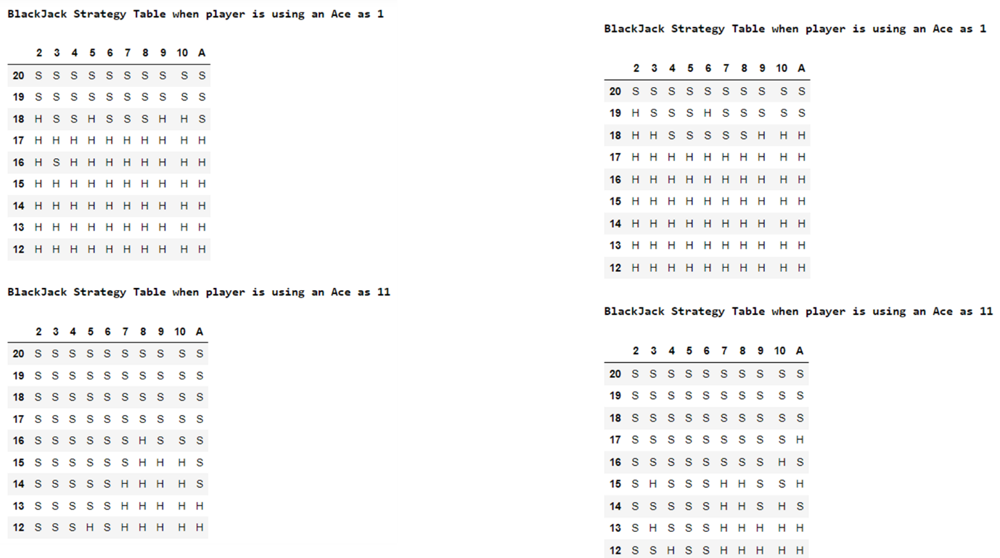 BlackJack Strategy Table when player is using an Ace as 1
2 3 4 5 6 7 8 9 10 A
20 S S S S S S S S S S
19 S S S S S S S S S S
18 H S S H S S S H H S
17 H H H H H H H H H H
16 H S H H H H H H H H
15 H H H H H H H H H H
14 H H H H H H H H H H
13 H H H H H H H H H H
12 H H H H H H H H H H
BlackJack Strategy Table when player is using an Ace as 11
2 3 4 5 6 7 8 9 10 A
20 S S S S S S S S S S
19 S S S S S S S S S S
18 S S S S S S S S S S
17 S S S S S S S S S S
16 S S S S S S H S S S
15 S S S S S S H H H S
14 S S S S S H H H H S
13 S S S S S H H H H H
12 S S S H S H H H H H
BlackJack Strategy Table when player is using an Ace as 1
2 3 4 5 6 7 8 9 10 A
20 S S S S S S S S S S
19 H S S S H S S S S S
18 H H S S S S S H H H
17 H H H H H H H H H H
16 H H H H H H H H H H
15 H H H H H H H H H H
14 H H H H H H H H H H
13 H H H H H H H H H H
12 H H H H H H H H H H
BlackJack Strategy Table when player is using an Ace as 11
2 3 4 5 6 7 8 9 10 A
20 S S S S S S S S S S
19 S S S S S S S S S S
18 S S S S S S S S S S
17 S S S S S S S S S H
16 S S S S S S S S H S
15 S H S S S H H S S H
14 S S S S S H H S H S
13 S H S S S H H H H H
12 S S H S S H H H H H